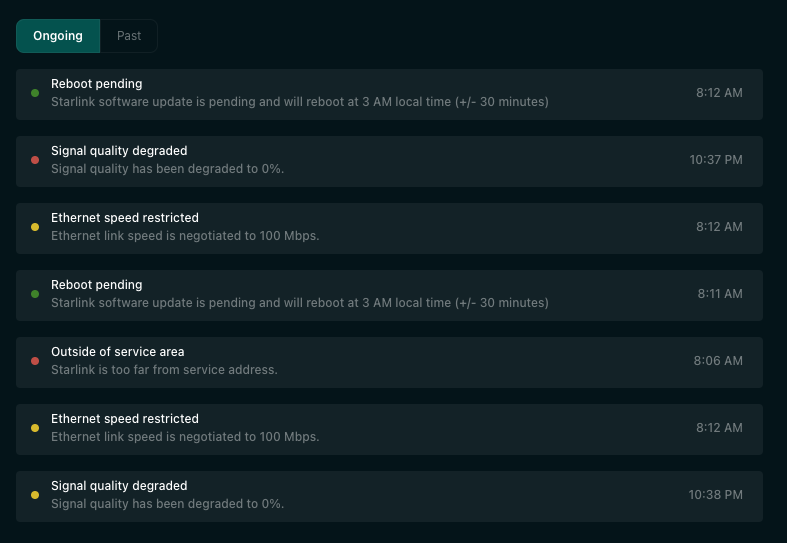 Ongoing Past
Reboot pending
Starlink software update is pending and will reboot at 3 AM local time (+/- 30 minutes)
8:12 AM
Signal quality degraded
Signal quality has been degraded to 0%.
10:37 PM
Ethernet speed restricted
Ethernet link speed is negotiated to 100 Mbps.
8:12 AM
Reboot pending
Starlink software update is pending and will reboot at 3 AM local time (+/- 30 minutes)
8:11 AM
Outside of service area
Starlink is too far from service address.
8:06 AM
Ethernet speed restricted
Ethernet link speed is negotiated to 100 Mbps.
8:12 AM
Signal quality degraded
Signal quality has been degraded to 0%.
10:38 PM